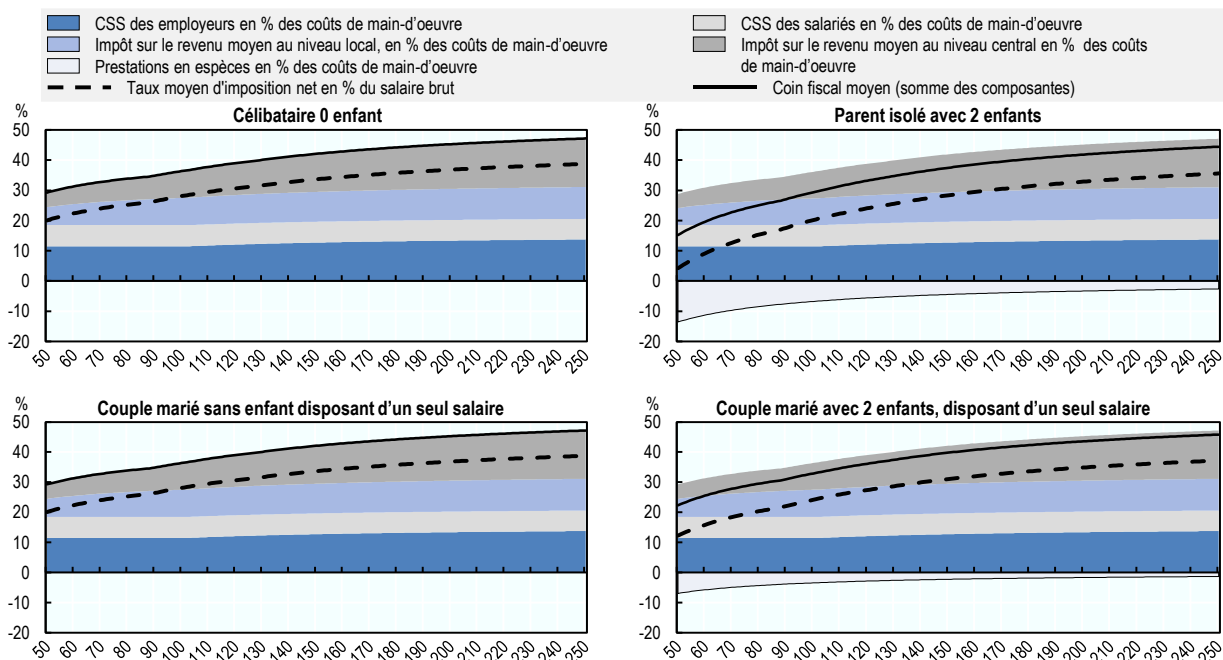 CSS des employeurs en % des coûts de main-d'oeuvre
CSS des salariés en % des coûts de main-d'oeuvre
Impôt sur le revenu moyen au niveau local, en % des coûts de main-d'oeuvre
Impôt sur le revenu moyen au niveau central en % des coûts
de main-d'oeuvre
Prestations en espèces en % des coûts de main-d'oeuvre
Taux moyen d'imposition net en % du salaire brut
Coin fiscal moyen (somme des composantes)
%
Célibataire 0 enfant
50
40
30
20
10
0
-10
-20
50 60 70 80 90 100 110 120 130 140 150 160 170 180 190 200 210 220 230 240 250
%
Parent isolé avec 2 enfants
50
40
30
20
10
0
-10
-20
50 60 70 80 90 100 110 120 130 140 150 160 170 180 190 200 210 220 230 240 250
%
Couple marié sans enfant disposant d'un seul salaire
50
40
30
20
10
0
-10
-20
50 60 70 80 90 100 110 120 130 140 150 160 170 180 190 200 210 220 230 240 250
%
Couple marié avec 2 enfants, disposant d'un seul salaire
50
40
30
20
10
0
-10
-20
50 60 70 80 90 100 110 120 130 140 150 160 170 180 190 200 210 220 230 240 250